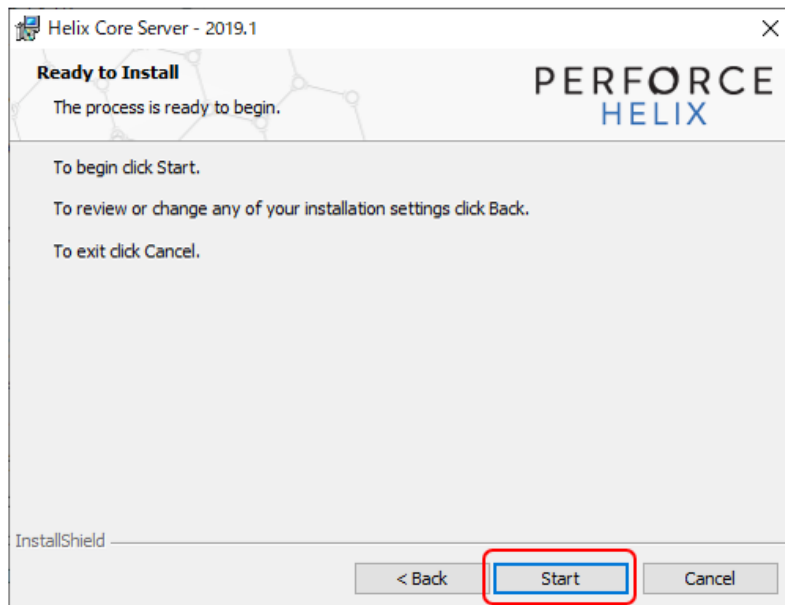 Helix Core Server - 2019.1
Ready to Install
The process is ready to begin.
PERFORCE
HELIX
To begin click Start.
To review or change any of your installation settings click Back.
To exit click Cancel.
InstallShield
< Back
Start
Cancel